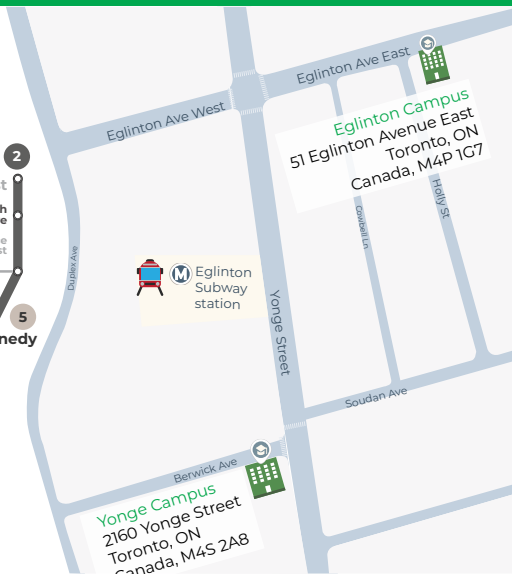 Eglinton Ave East
Eglinton Ave West
Eglinton Campus
51 Eglinton Avenue East
Toronto, ON
Canada, M4P 1G7
2
st
h
e
e
st
5
nedy
Duplex Ave
Cowbell Ln
Holly St
M
Eglinton
Subway
station
Yonge Street
Soudan Ave
Berwick Ave
Yonge Campus
2160 Yonge Street
Toronto, ON
Canada, M4S 2A8